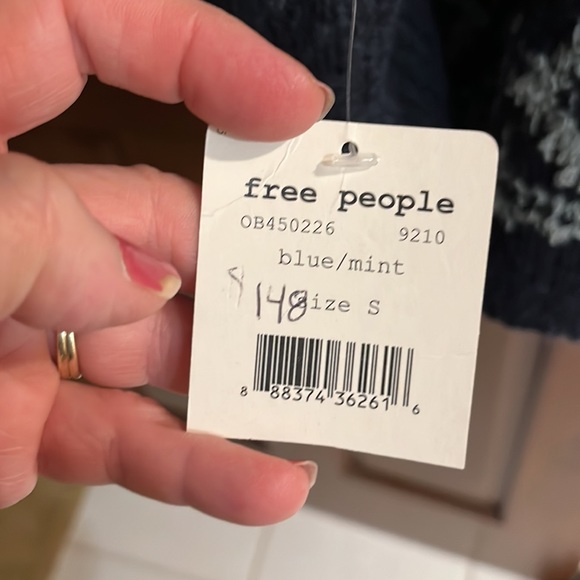 free people
OB450226 9210
blue/mint
$148 size S
8 88374 36261 6